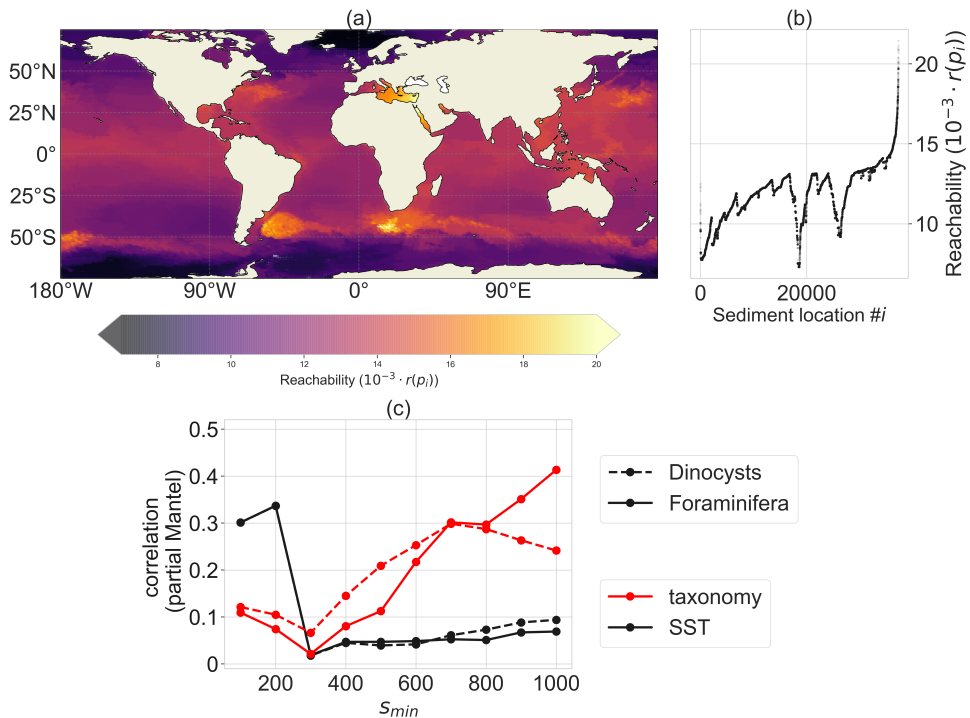 (a)
50°N
25°N
0°
25°S
50°S
180°W
90°W
0°
90°E
8
10
12
14
16
18
20
Reachability (10⁻³ · r(pᵢ))
(b)
20
15
10
Reachability (10⁻³ · r(pᵢ))
0
20000
Sediment location #i
(c)
0.5
0.4
0.3
0.2
0.1
0
correlation
(partial Mantel)
200
400
600
800
1000
s_min
Dinocysts
Foraminifera
taxonomy
SST